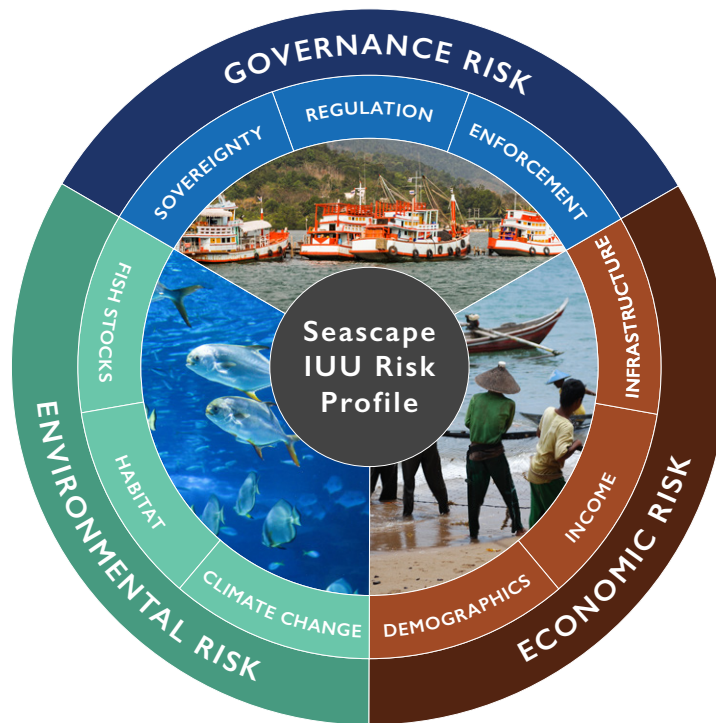 GOVERNANCE RISK
SOVEREIGNTY
REGULATION
ENFORCEMENT
INFRASTRUCTURE
INCOME
DEMOGRAPHICS
ECONOMIC RISK
FISH STOCKS
HABITAT
CLIMATE CHANGE
ENVIRONMENTAL RISK
Seascape
IUU Risk
Profile